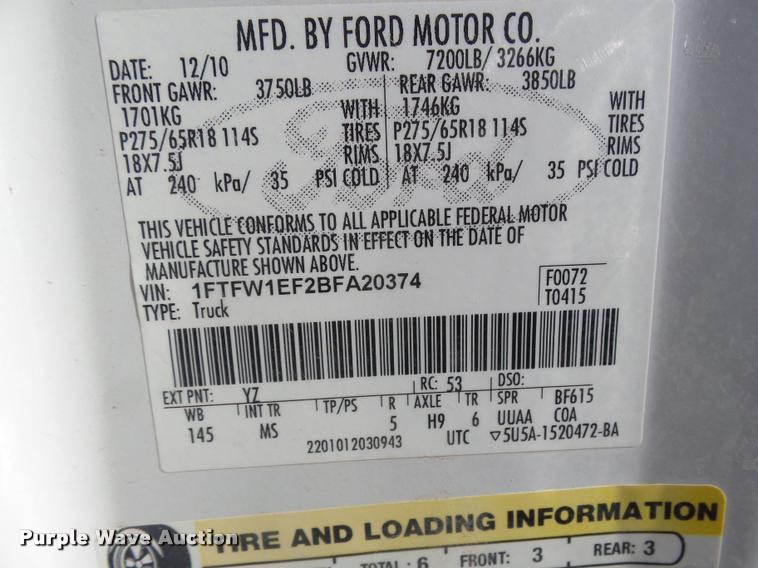 MFD. BY FORD MOTOR CO.
DATE: 12/10 GVWR: 7200LB/ 3266KG
FRONT GAWR: 3750LB REAR GAWR: 3850LB
1701KG WITH 1746KG WITH
P275/65R18 114S TIRES P275/65R18 114S TIRES
18X7.5J RIMS 18X7.5J RIMS
AT 240 kPa/ 35 PSI COLD AT 240 kPa/ 35 PSI COLD
THIS VEHICLE CONFORMS TO ALL APPLICABLE FEDERAL MOTOR
VEHICLE SAFETY STANDARDS IN EFFECT ON THE DATE OF
MANUFACTURE SHOWN ABOVE.
VIN: 1FTFW1EF2BFA20374 F0072
TYPE: Truck T0415
EXT PNT: YZ RC: 53 DSO:
WB INT TR TP/PS R AXLE TR SPR BF615
145 MS 5 H9 6 UUAA COA
2201012030943 UTC ▽5U5A-1520472-BA
TIRE AND LOADING INFORMATION
TOTAL: 6 FRONT: 3 REAR: 3
Purple Wave Auction